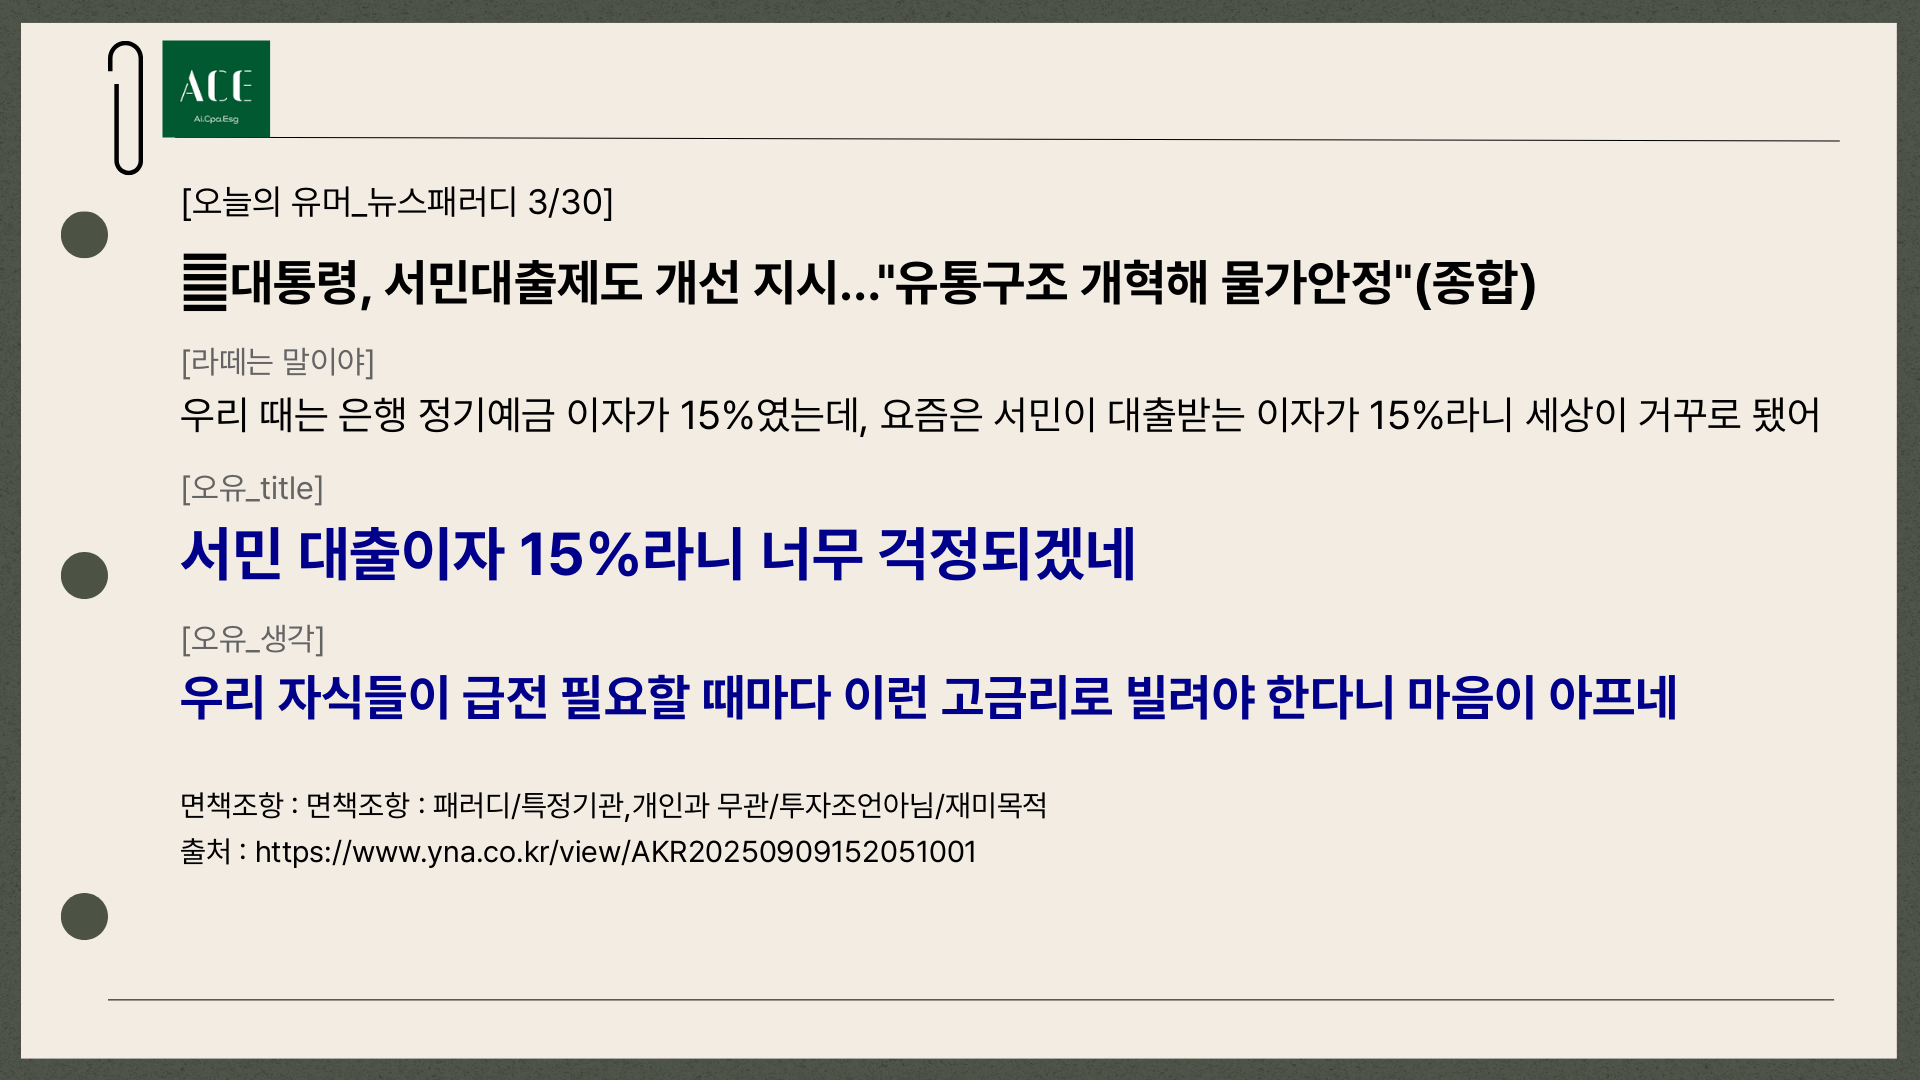 ACE
Ai.Cpa.Esg
[오늘의 유머_뉴스패러디 3/30]
대통령, 서민대출제도 개선 지시..."유통구조 개혁해 물가안정"(종합)
[라떼는 말이야]
우리 때는 은행 정기예금 이자가 15%였는데, 요즘은 서민이 대출받는 이자가 15%라니 세상이 거꾸로 됐어
[오유_title]
서민 대출이자 15%라니 너무 걱정되겠네
[오유_생각]
우리 자식들이 급전 필요할 때마다 이런 고금리로 빌려야 한다니 마음이 아프네
면책조항 : 면책조항 : 패러디/특정기관,개인과 무관/투자조언아님/재미목적
출처 : https://www.yna.co.kr/view/AKR20250909152051001